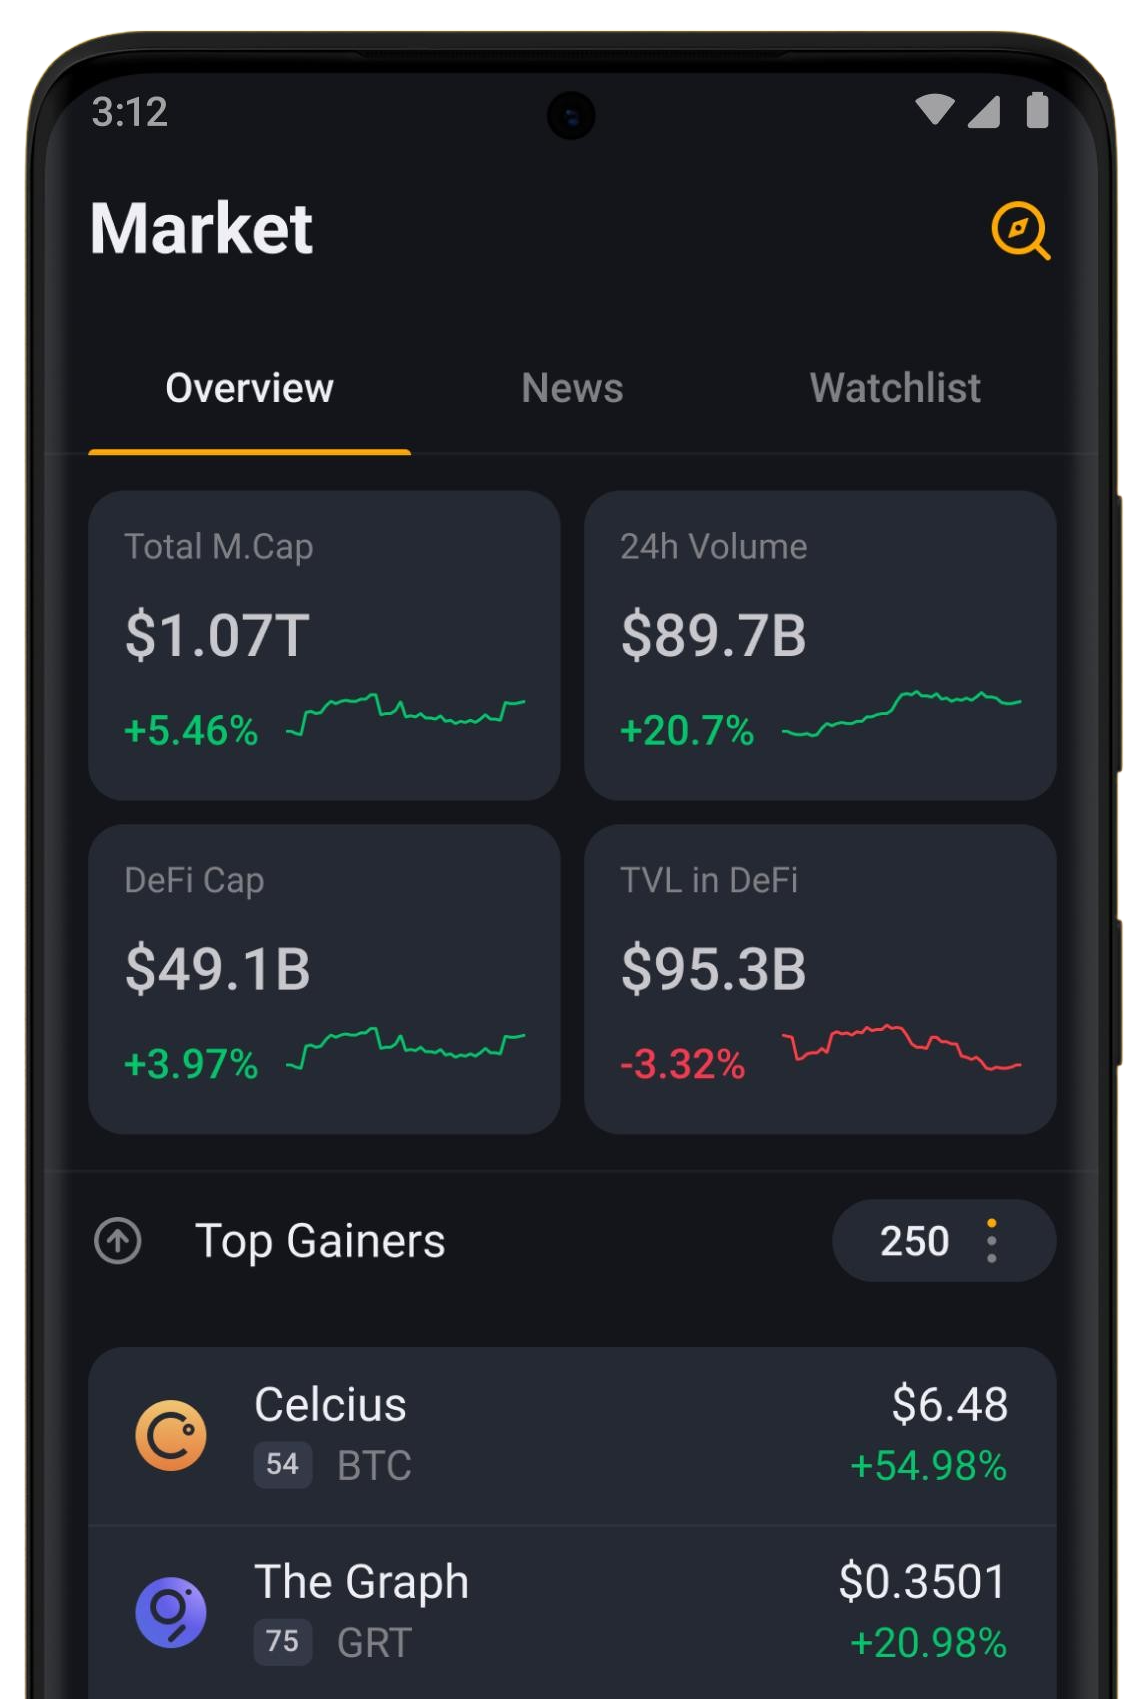 3:12
Market
Overview News Watchlist
Total M.Cap
$1.07T
+5.46%
24h Volume
$89.7B
+20.7%
DeFi Cap
$49.1B
+3.97%
TVL in DeFi
$95.3B
-3.32%
Top Gainers 250
Celcius $6.48
54 BTC +54.98%
The Graph $0.3501
75 GRT +20.98%